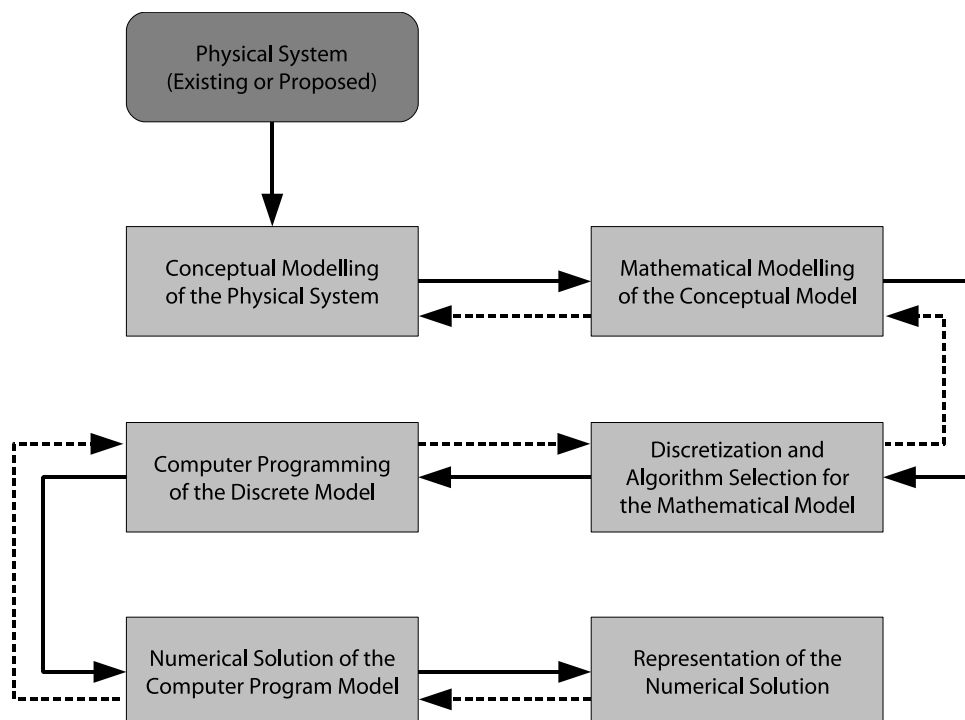 Physical System
(Existing or Proposed)
Conceptual Modelling
of the Physical System
Mathematical Modelling
of the Conceptual Model
Computer Programming
of the Discrete Model
Discretization and
Algorithm Selection for
the Mathematical Model
Numerical Solution of the
Computer Program Model
Representation of the
Numerical Solution